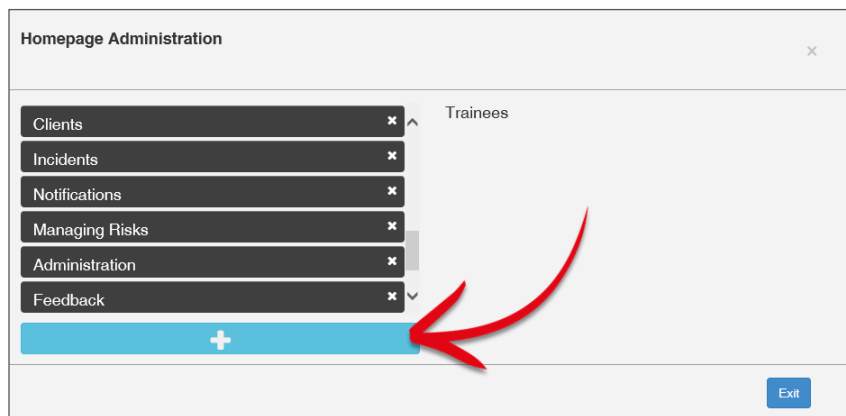 Homepage Administration
Clients
Incidents
Notifications
Managing Risks
Administration
Feedback
Trainees
Exit